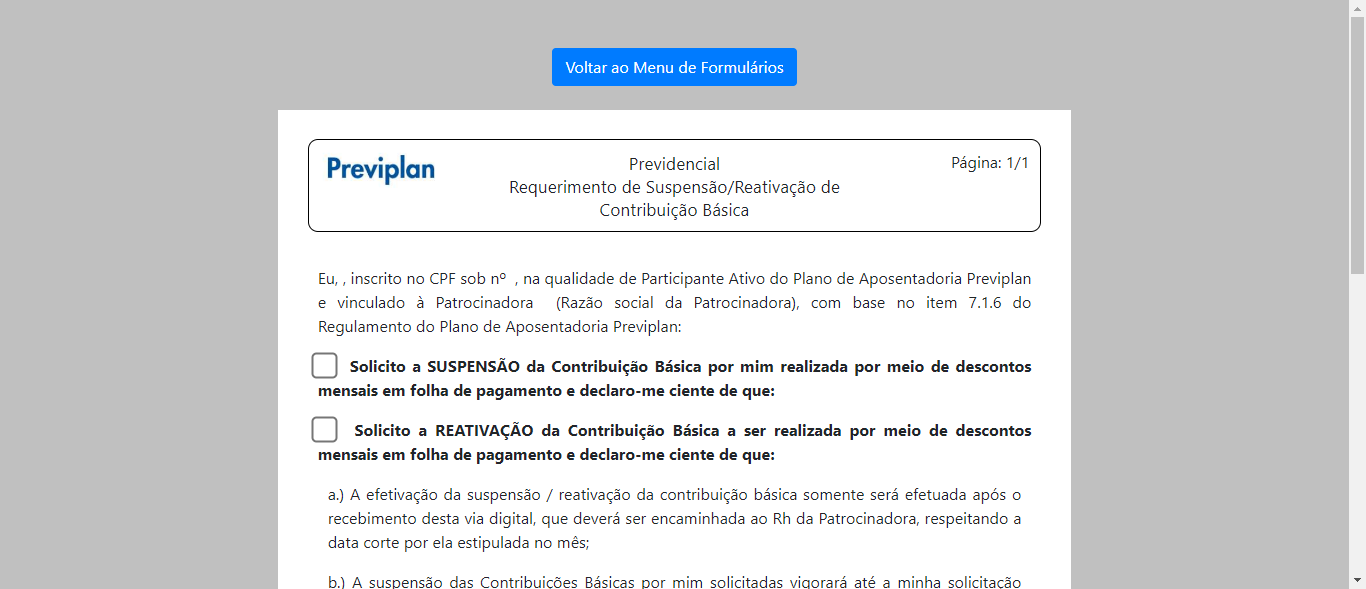 Voltar ao Menu de Formulários
Previplan
Previdencial
Página: 1/1
Requerimento de Suspensão/Reativação de
Contribuição Básica
Eu, , inscrito no CPF sob nº , na qualidade de Participante Ativo do Plano de Aposentadoria Previplan
e vinculado à Patrocinadora (Razão social da Patrocinadora), com base no item 7.1.6 do
Regulamento do Plano de Aposentadoria Previplan:
Solicito a SUSPENSÃO da Contribuição Básica por mim realizada por meio de descontos
mensais em folha de pagamento e declaro-me ciente de que:
Solicito a REATIVAÇÃO da Contribuição Básica a ser realizada por meio de descontos
mensais em folha de pagamento e declaro-me ciente de que:
a.) A efetivação da suspensão / reativação da contribuição básica somente será efetuada após o
recebimento desta via digital, que deverá ser encaminhada ao Rh da Patrocinadora, respeitando a
data corte por ela estipulada no mês;
b.) A suspensão das Contribuições Básicas por mim solicitadas vigorará até a minha solicitação